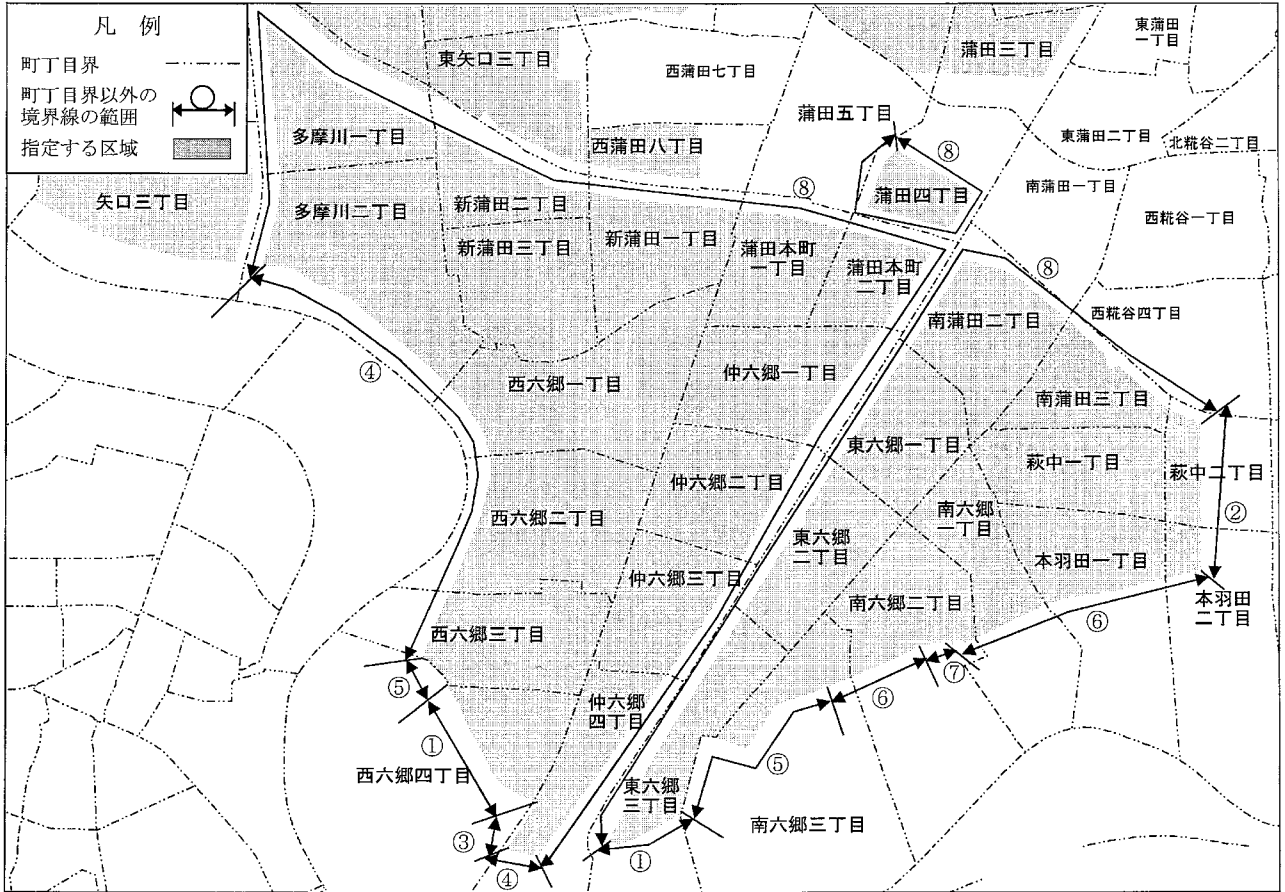 凡　例
町丁目界
町丁目界以外の
境界線の範囲
指定する区域
東矢口三丁目
西蒲田七丁目
蒲田三丁目
東蒲田
一丁目
多摩川一丁目
西蒲田八丁目
蒲田五丁目
東蒲田二丁目
北糀谷二丁目
⑧
矢口三丁目
多摩川二丁目
新蒲田二丁目
⑧
蒲田四丁目
南蒲田一丁目
西糀谷一丁目
新蒲田三丁目
新蒲田一丁目
蒲田本町
一丁目
蒲田本町
二丁目
⑧
南蒲田二丁目
西糀谷四丁目
④
西六郷一丁目
仲六郷一丁目
南蒲田三丁目
東六郷一丁目
萩中一丁目
萩中二丁目
仲六郷二丁目
②
西六郷二丁目
南六郷
一丁目
東六郷
二丁目
本羽田一丁目
仲六郷三丁目
南六郷二丁目
本羽田
二丁目
西六郷三丁目
⑥
⑤
⑦
⑥
仲六郷
四丁目
①
⑤
西六郷四丁目
東六郷
三丁目
南六郷三丁目
③
④
①